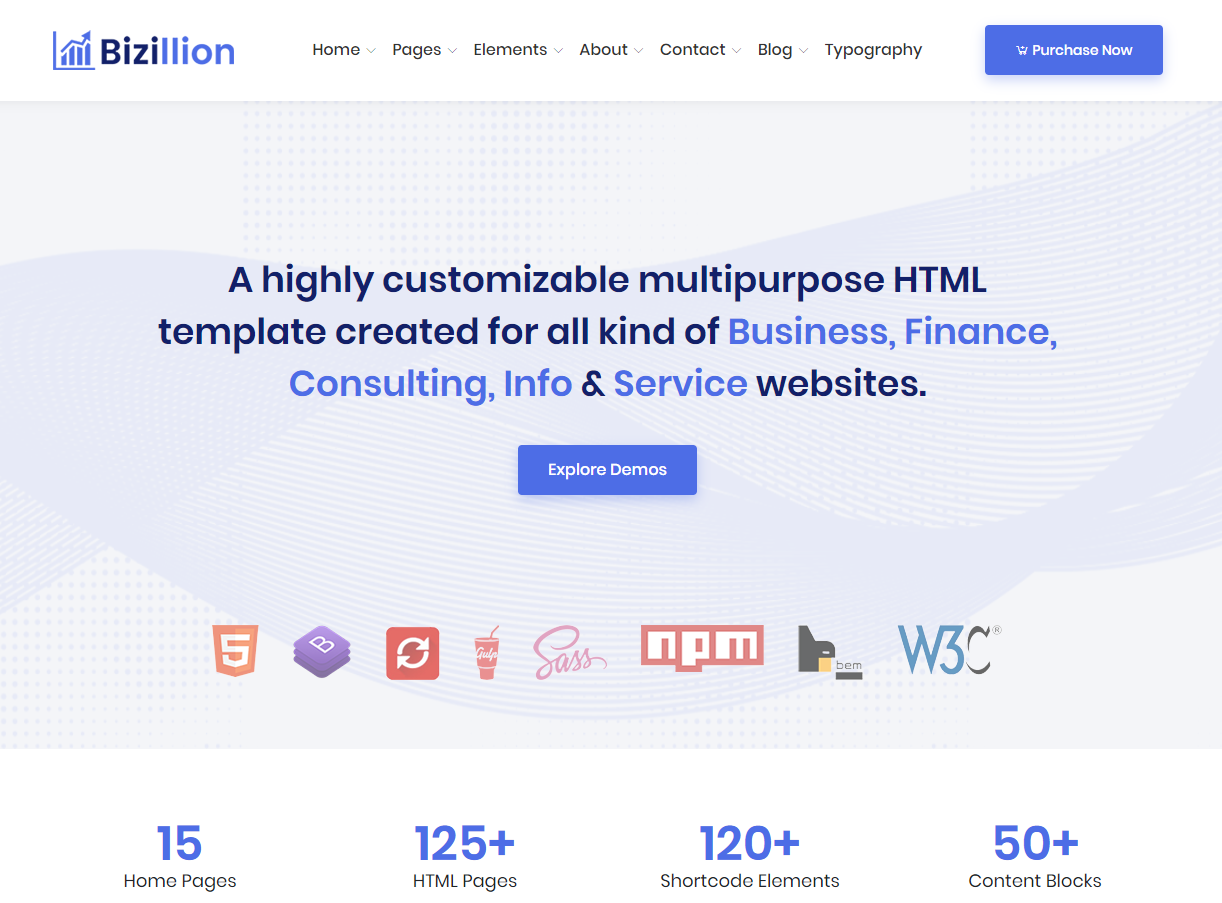 Bizillion
Home Pages Elements About Contact Blog Typography
Purchase Now
A highly customizable multipurpose HTML
template created for all kind of Business, Finance,
Consulting, Info & Service websites.
Explore Demos
5 B Gulp Sass npm bem W3C®
15 125+ 120+ 50+
Home Pages HTML Pages Shortcode Elements Content Blocks